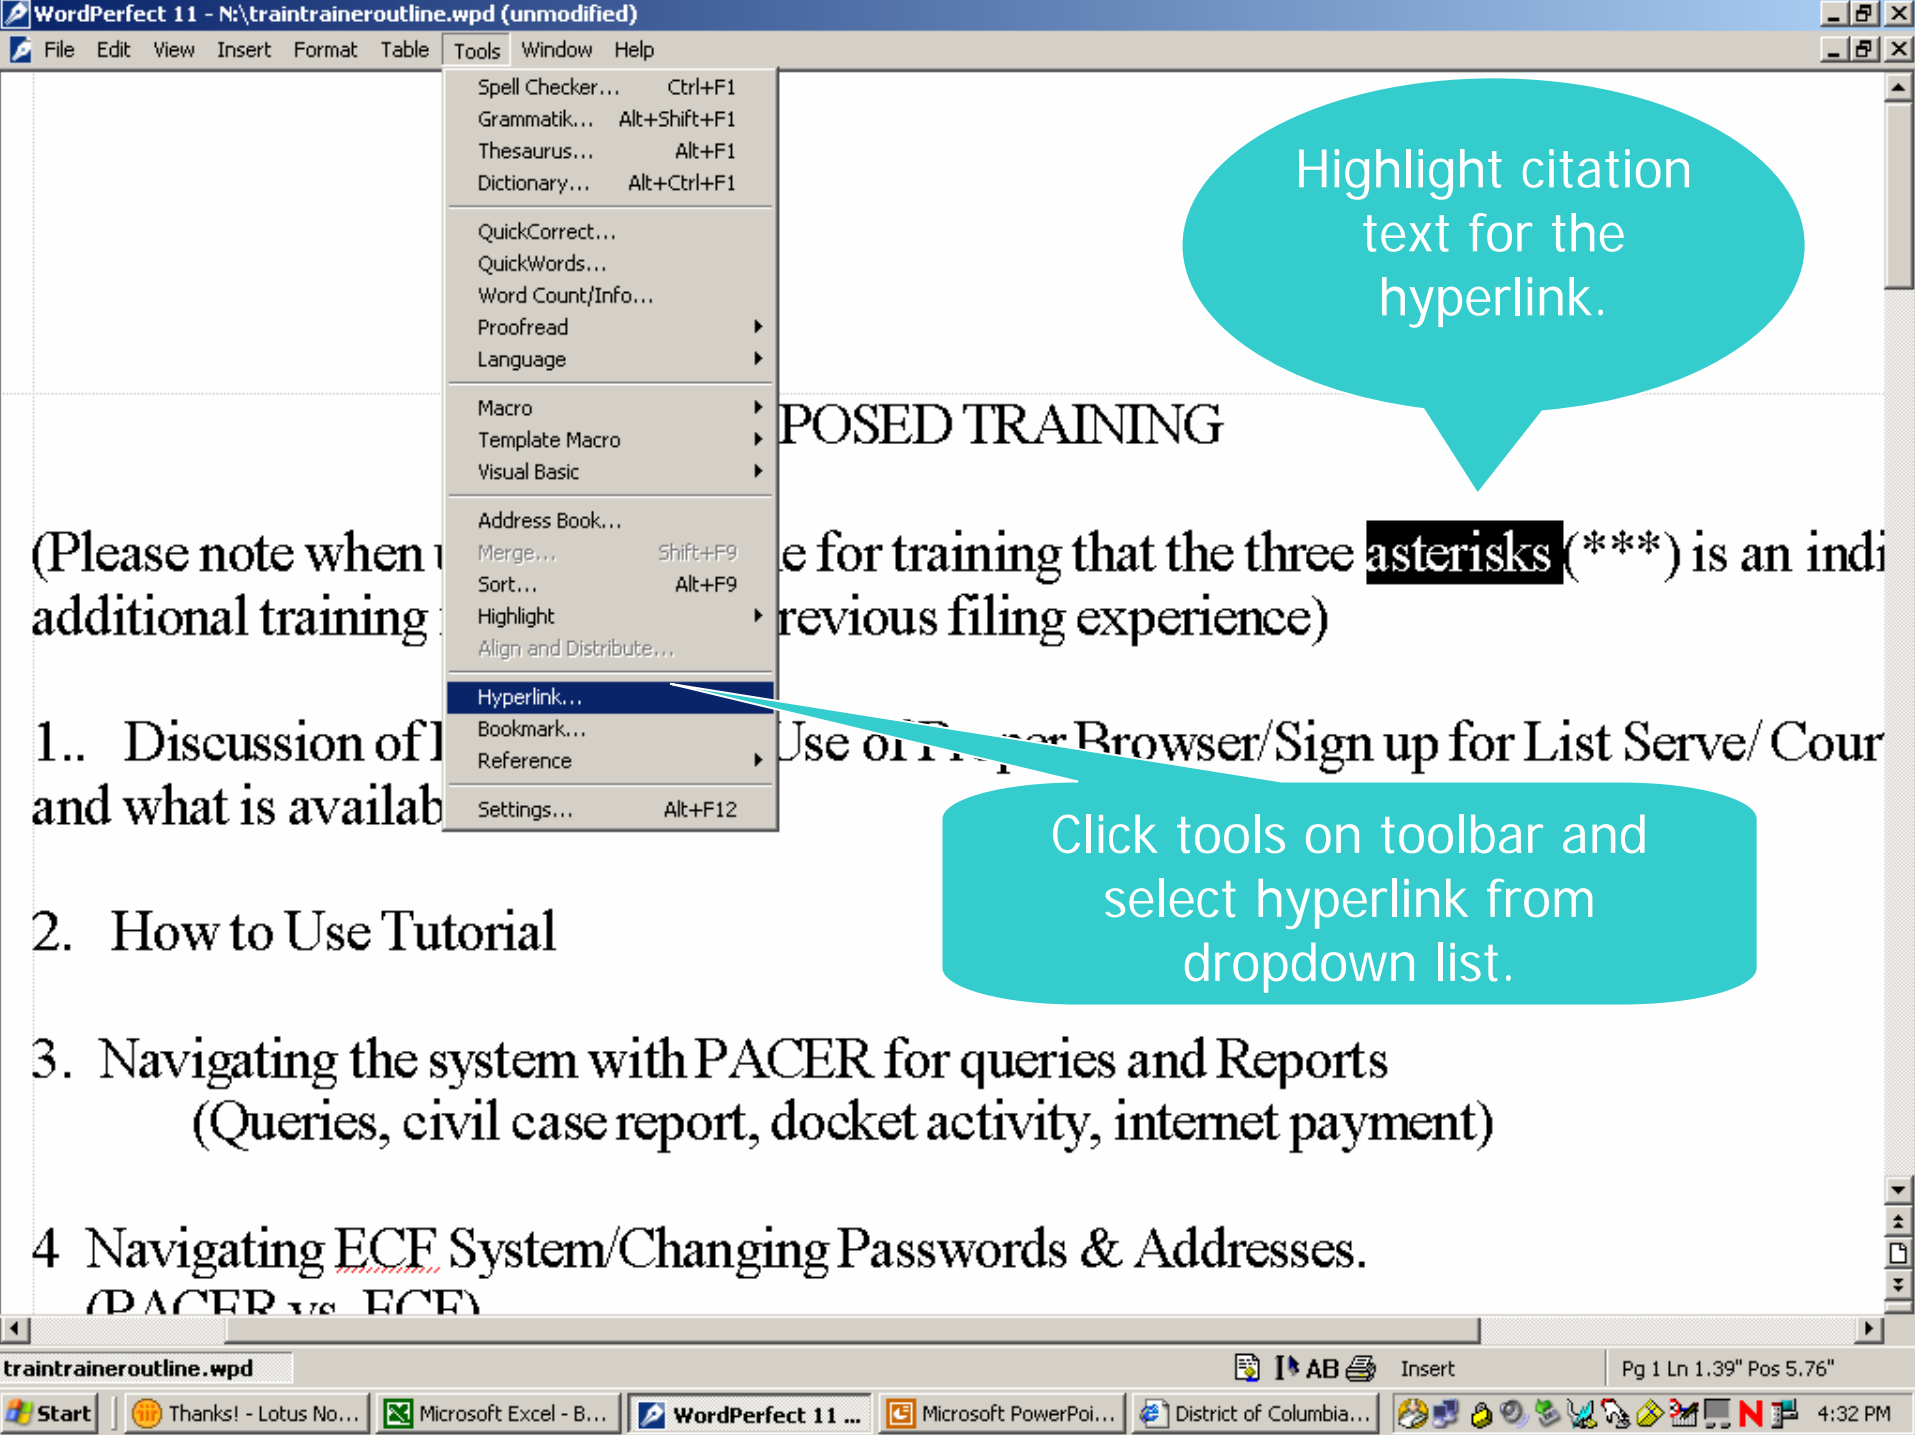 WordPerfect 11 - N:\traintraineroutline.wpd (unmodified)
File Edit View Insert Format Table Tools Window Help
Spell Checker... Ctrl+F1
Grammatik... Alt+Shift+F1
Thesaurus... Alt+F1
Dictionary... Alt+Ctrl+F1
QuickCorrect...
QuickWords...
Word Count/Info...
Proofread
Language
Macro
Template Macro
Visual Basic
Address Book...
Merge... Shift+F9
Sort... Alt+F9
Highlight
Align and Distribute...
Hyperlink...
Bookmark...
Reference
Settings... Alt+F12
Highlight citation
text for the
hyperlink.
POSED TRAINING
(Please note when u e for training that the three asterisks (***) is an indi
additional training revious filing experience)
1.. Discussion of Use of Proper Browser/Sign up for List Serve/ Cour
and what is availab
Click tools on toolbar and
select hyperlink from
dropdown list.
2. How to Use Tutorial
3. Navigating the system with PACER for queries and Reports
(Queries, civil case report, docket activity, internet payment)
4 Navigating ECF System/Changing Passwords & Addresses.
(PACER vs. ECF)
traintraineroutline.wpd AB Insert Pg 1 Ln 1.39" Pos 5.76"
Start Thanks! - Lotus No... Microsoft Excel - B... WordPerfect 11 ... Microsoft PowerPoi... District of Columbia... N 4:32 PM